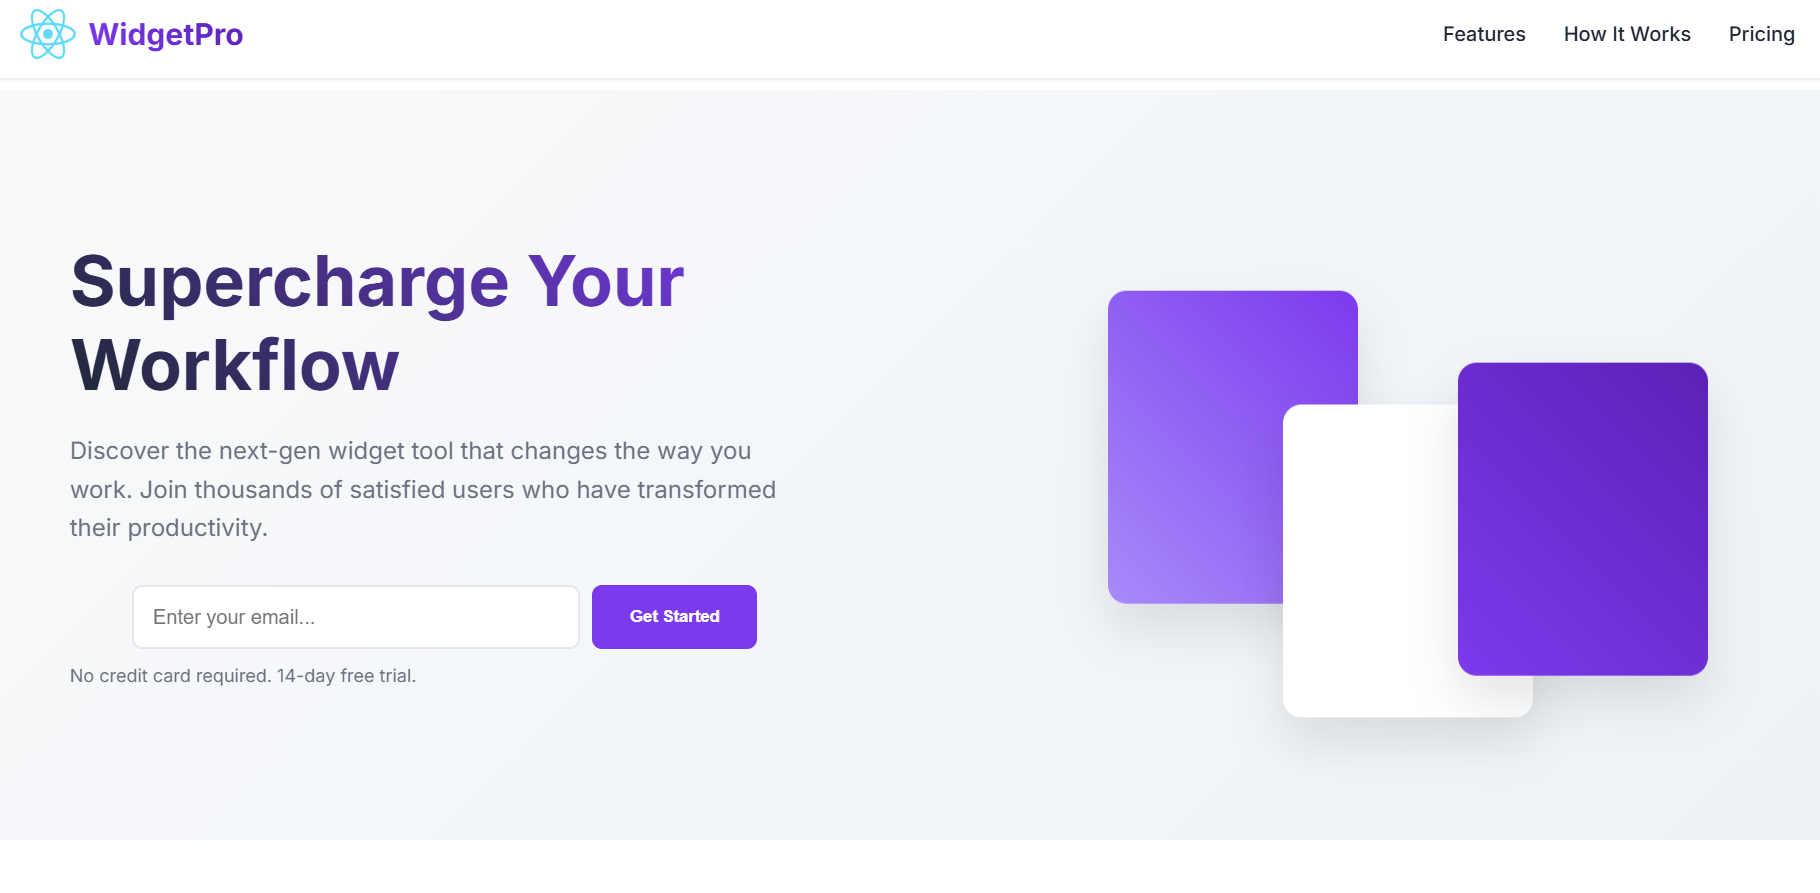 WidgetPro
Features
How It Works
Pricing
Supercharge Your
Workflow
Discover the next-gen widget tool that changes the way you
work. Join thousands of satisfied users who have transformed
their productivity.
Enter your email...
Get Started
No credit card required. 14-day free trial.